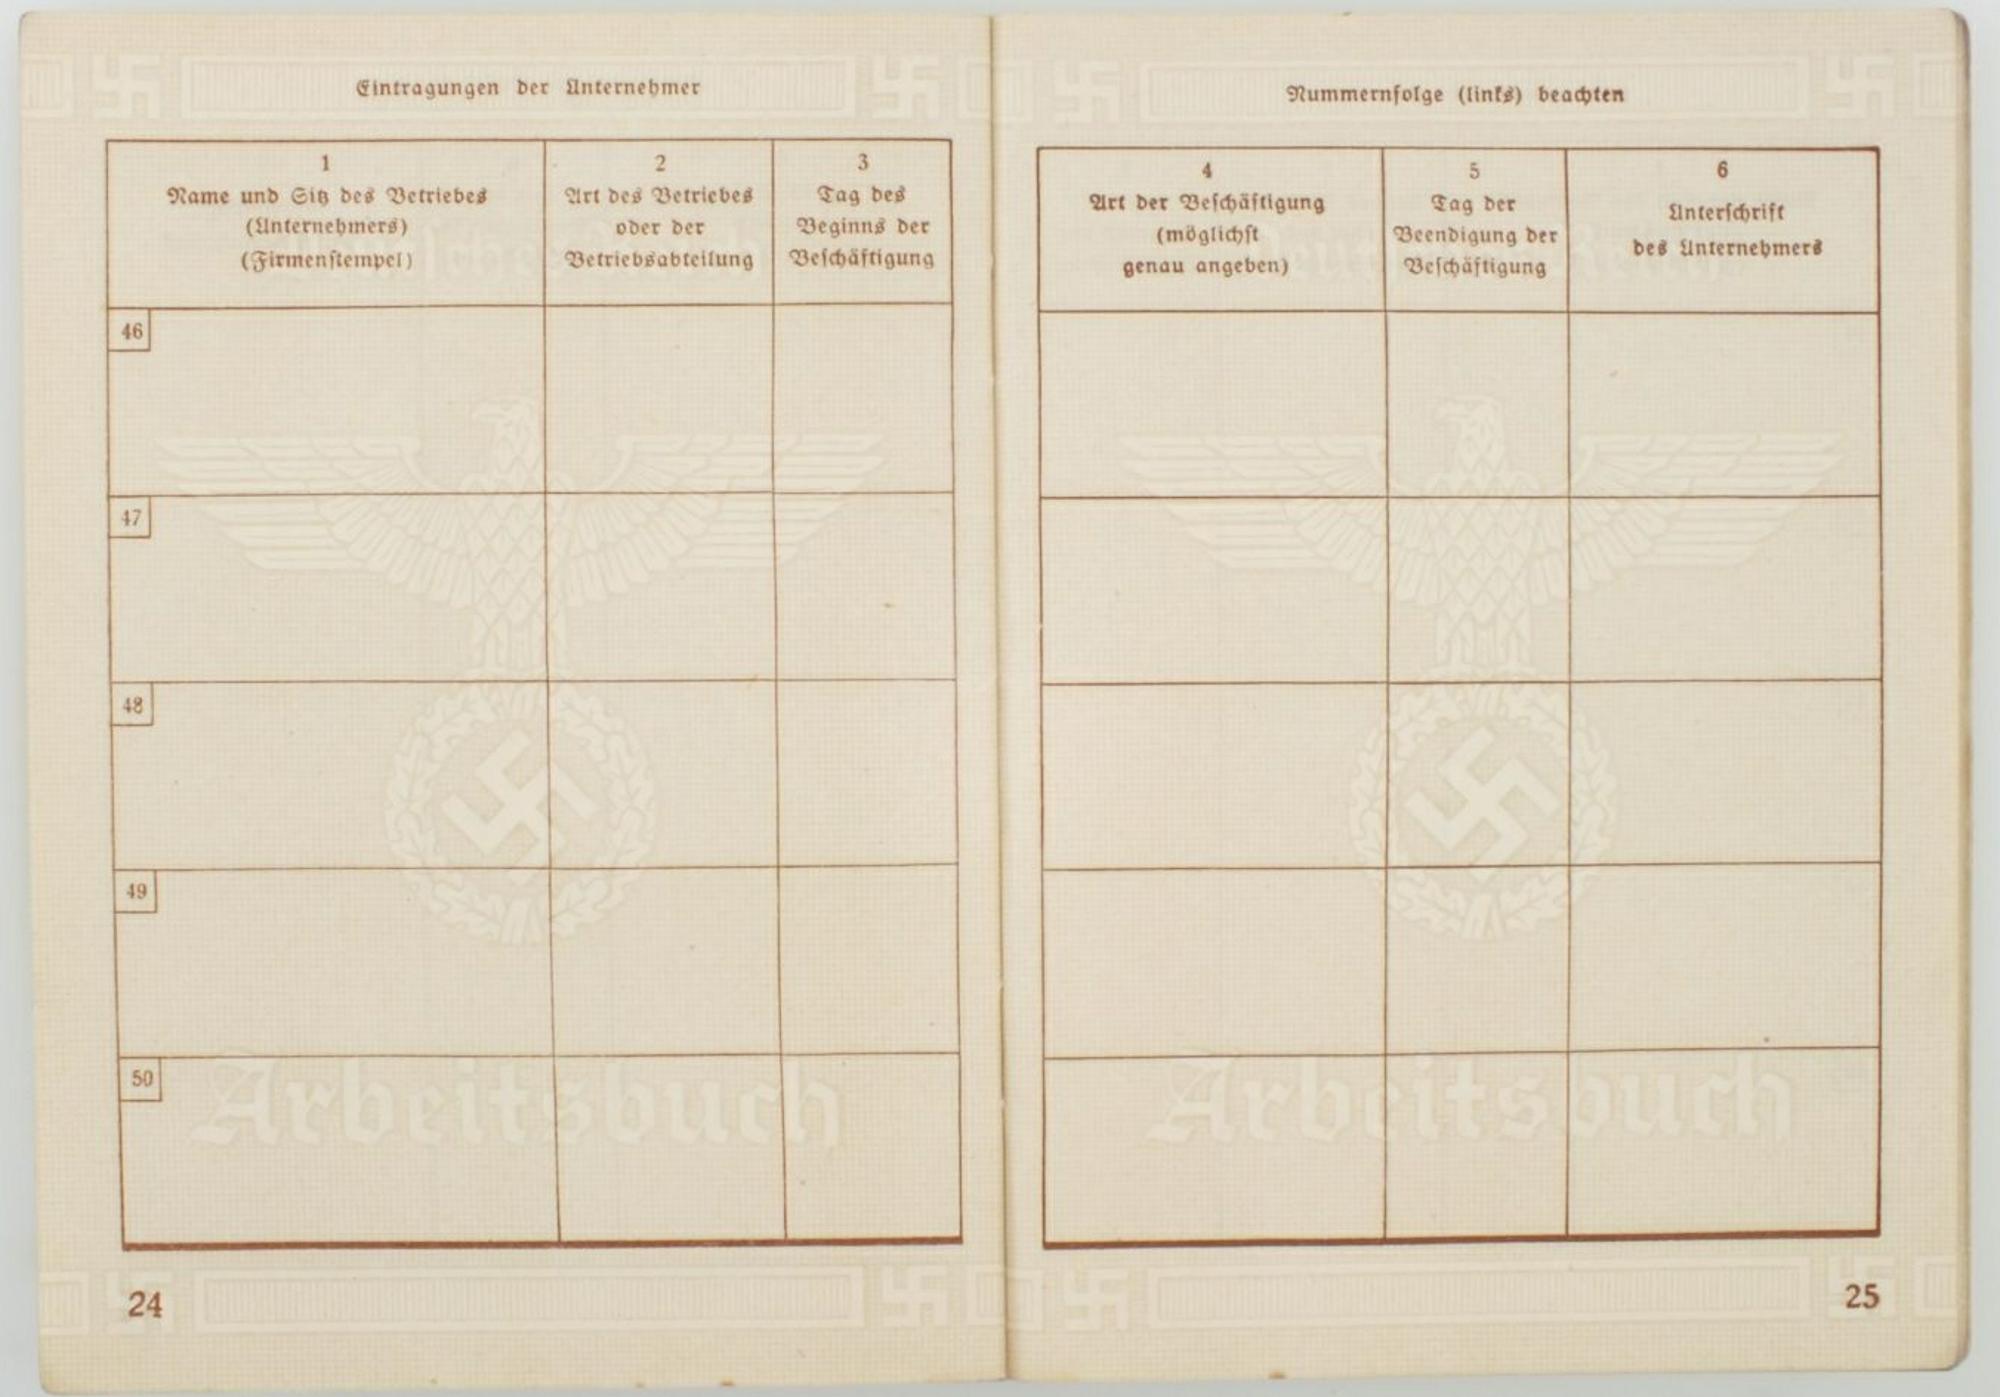 Eintragungen der Unternehmer
1
Name und Sitz des Betriebes
(Unternehmers)
(Firmenstempel)
2
Art des Betriebes
oder der
Betriebsabteilung
3
Tag des
Beginns der
Beschäftigung
46
47
48
49
50
Arbeitsbuch
24
Nummernfolge (links) beachten
4
Art der Beschäftigung
(möglichst
genau angeben)
5
Tag der
Beendigung der
Beschäftigung
6
Unterschrift
des Unternehmers
Arbeitsbuch
25